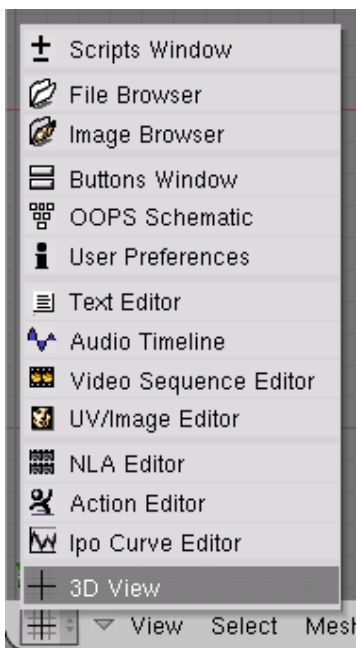 Scripts Window
File Browser
Image Browser
Buttons Window
OOPS Schematic
User Preferences
Text Editor
Audio Timeline
Video Sequence Editor
UV/Image Editor
NLA Editor
Action Editor
Ipo Curve Editor
3D View
View Select Mesh